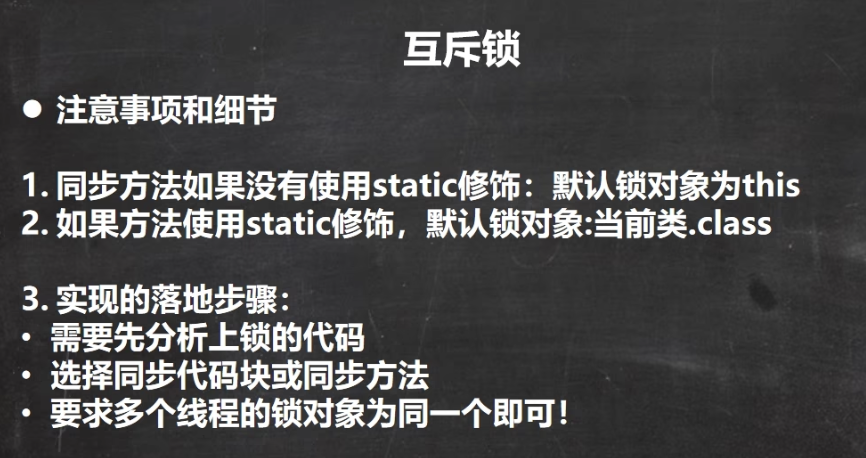 互斥锁
● 注意事项和细节
1. 同步方法如果没有使用static修饰：默认锁对象为this
2. 如果方法使用static修饰，默认锁对象:当前类.class
3. 实现的落地步骤：
• 需要先分析上锁的代码
• 选择同步代码块或同步方法
• 要求多个线程的锁对象为同一个即可！